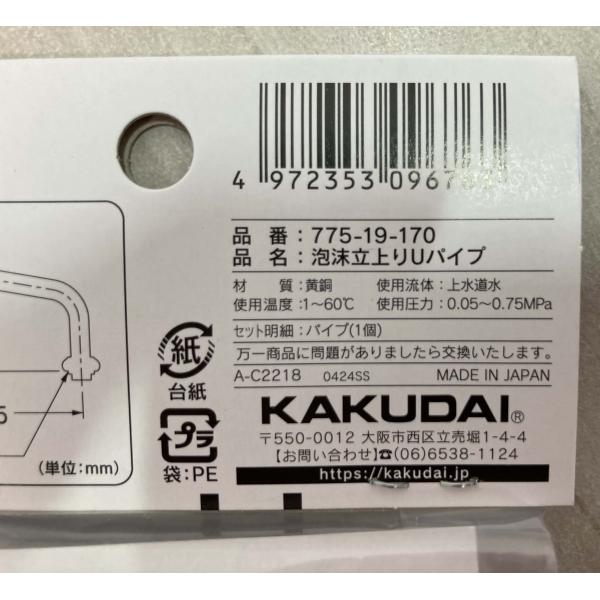 4 972353
品 番：775-19-170
品 名：泡沫立上りUパイプ
材 質：黄銅 使用流体：上水道水
使用温度：1〜60℃ 使用圧力：0.05〜0.75MPa
セット明細：パイプ(1個)
万一商品に問題がありましたら交換いたします。
A-C2218 0424SS MADE IN JAPAN
紙
台紙
プラ
袋：PE
KAKUDAI®
〒550-0012 大阪市西区立売堀1-4-4
【お問い合わせ】☎(06)6538-1124
https://kakudai.jp
5
(単位：mm)